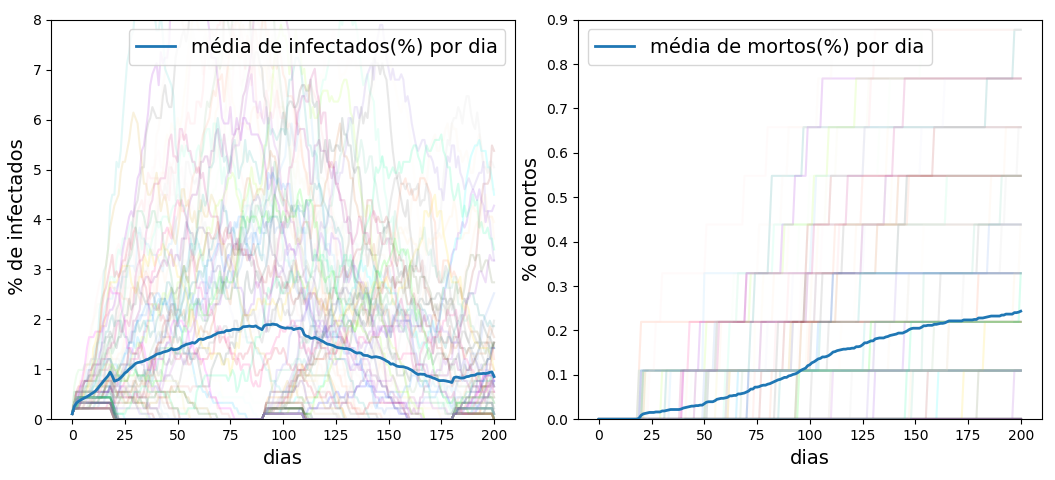 média de infectados(%) por dia
8
7
6
5
4
3
2
1
0
% de infectados
0 25 50 75 100 125 150 175 200
dias
média de mortos(%) por dia
0.9
0.8
0.7
0.6
0.5
0.4
0.3
0.2
0.1
0.0
% de mortos
0 25 50 75 100 125 150 175 200
dias